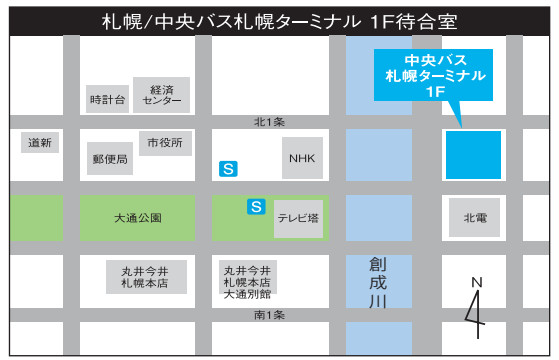 札幌/中央バス札幌ターミナル 1F待合室
中央バス
札幌ターミナル
1F
時計台
経済
センター
北1条
道新
郵便局
市役所
S
NHK
S
大通公園
テレビ塔
北電
丸井今井
札幌本店
丸井今井
札幌本店
大通別館
創成川
N
南1条